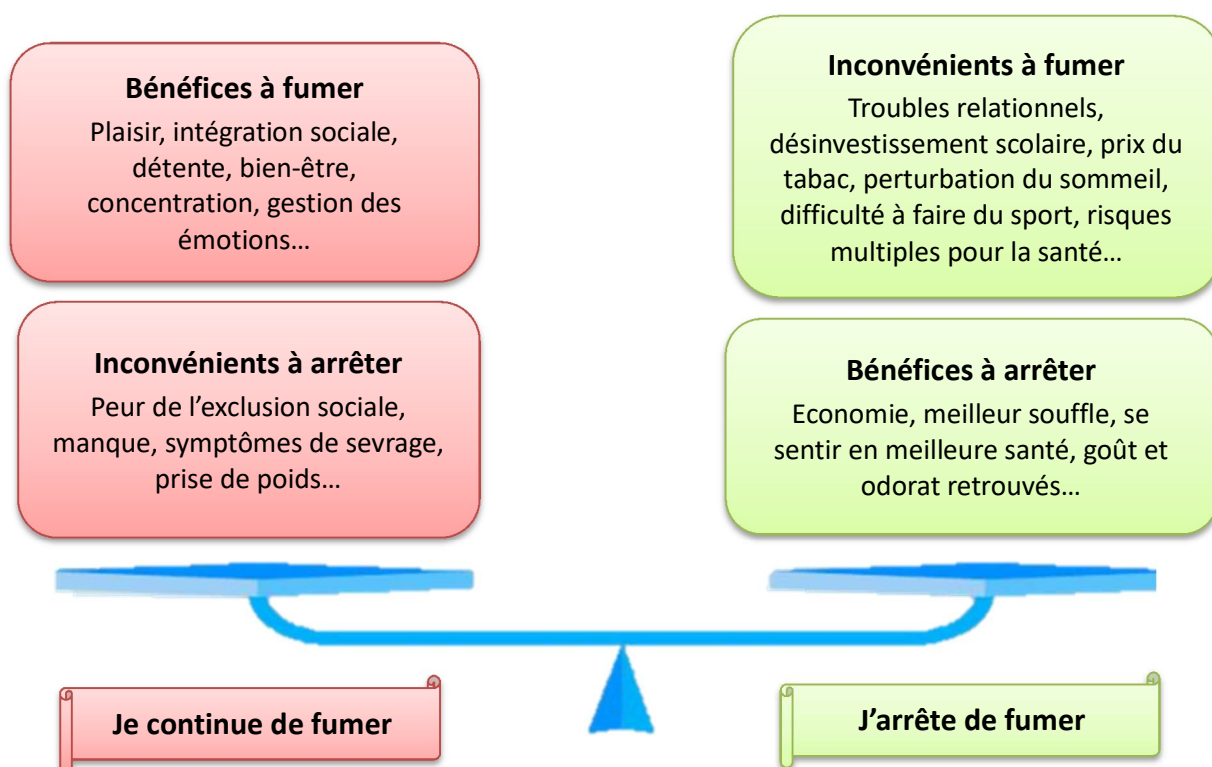 Bénéfices à fumer
Plaisir, intégration sociale,
détente, bien-être,
concentration, gestion des
émotions…
Inconvénients à arrêter
Peur de l’exclusion sociale,
manque, symptômes de sevrage,
prise de poids…
Inconvénients à fumer
Troubles relationnels,
désinvestissement scolaire, prix du
tabac, perturbation du sommeil,
difficulté à faire du sport, risques
multiples pour la santé…
Bénéfices à arrêter
Economie, meilleur souffle, se
sentir en meilleure santé, goût et
odorat retrouvés…
Je continue de fumer
J’arrête de fumer